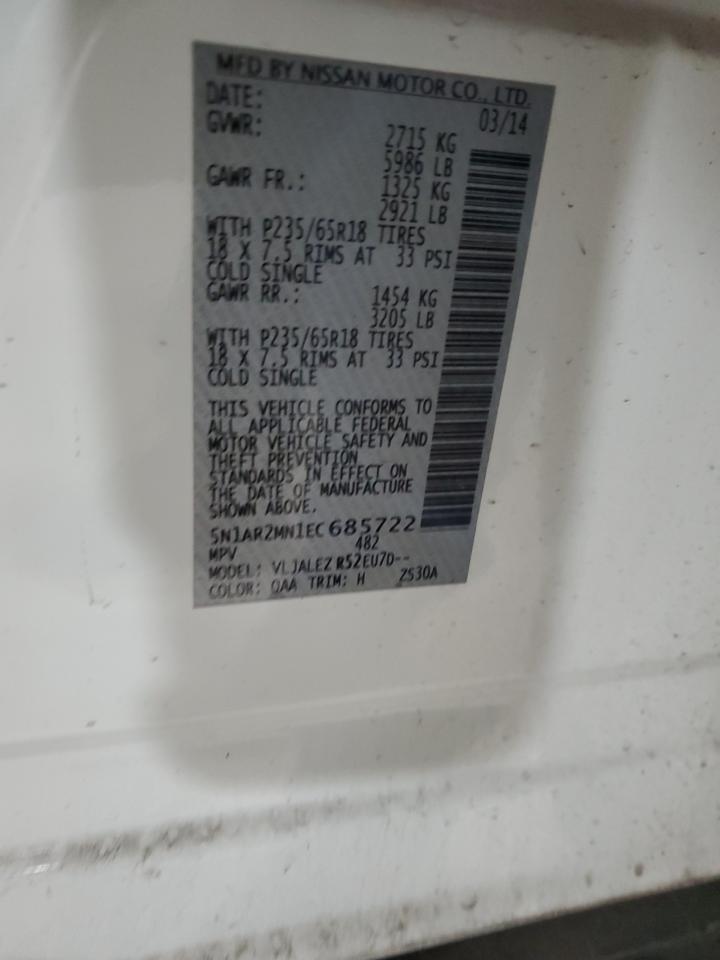 MFD BY NISSAN MOTOR CO., LTD.
DATE: 03/14
GVWR: 2715 KG
5986 LB
GAWR FR.: 1325 KG
2921 LB
WITH P235/65R18 TIRES
18 X 7.5 RIMS AT 33 PSI
COLD SINGLE
GAWR RR.: 1454 KG
3205 LB
WITH P235/65R18 TIRES
18 X 7.5 RIMS AT 33 PSI
COLD SINGLE
THIS VEHICLE CONFORMS TO
ALL APPLICABLE FEDERAL
MOTOR VEHICLE SAFETY AND
THEFT PREVENTION
STANDARDS IN EFFECT ON
THE DATE OF MANUFACTURE
SHOWN ABOVE.
5N1AR2MN1EC685722
MPV 482
MODEL: VLJALEZ R52EU7D--
COLOR: QAA TRIM: H ZS30A